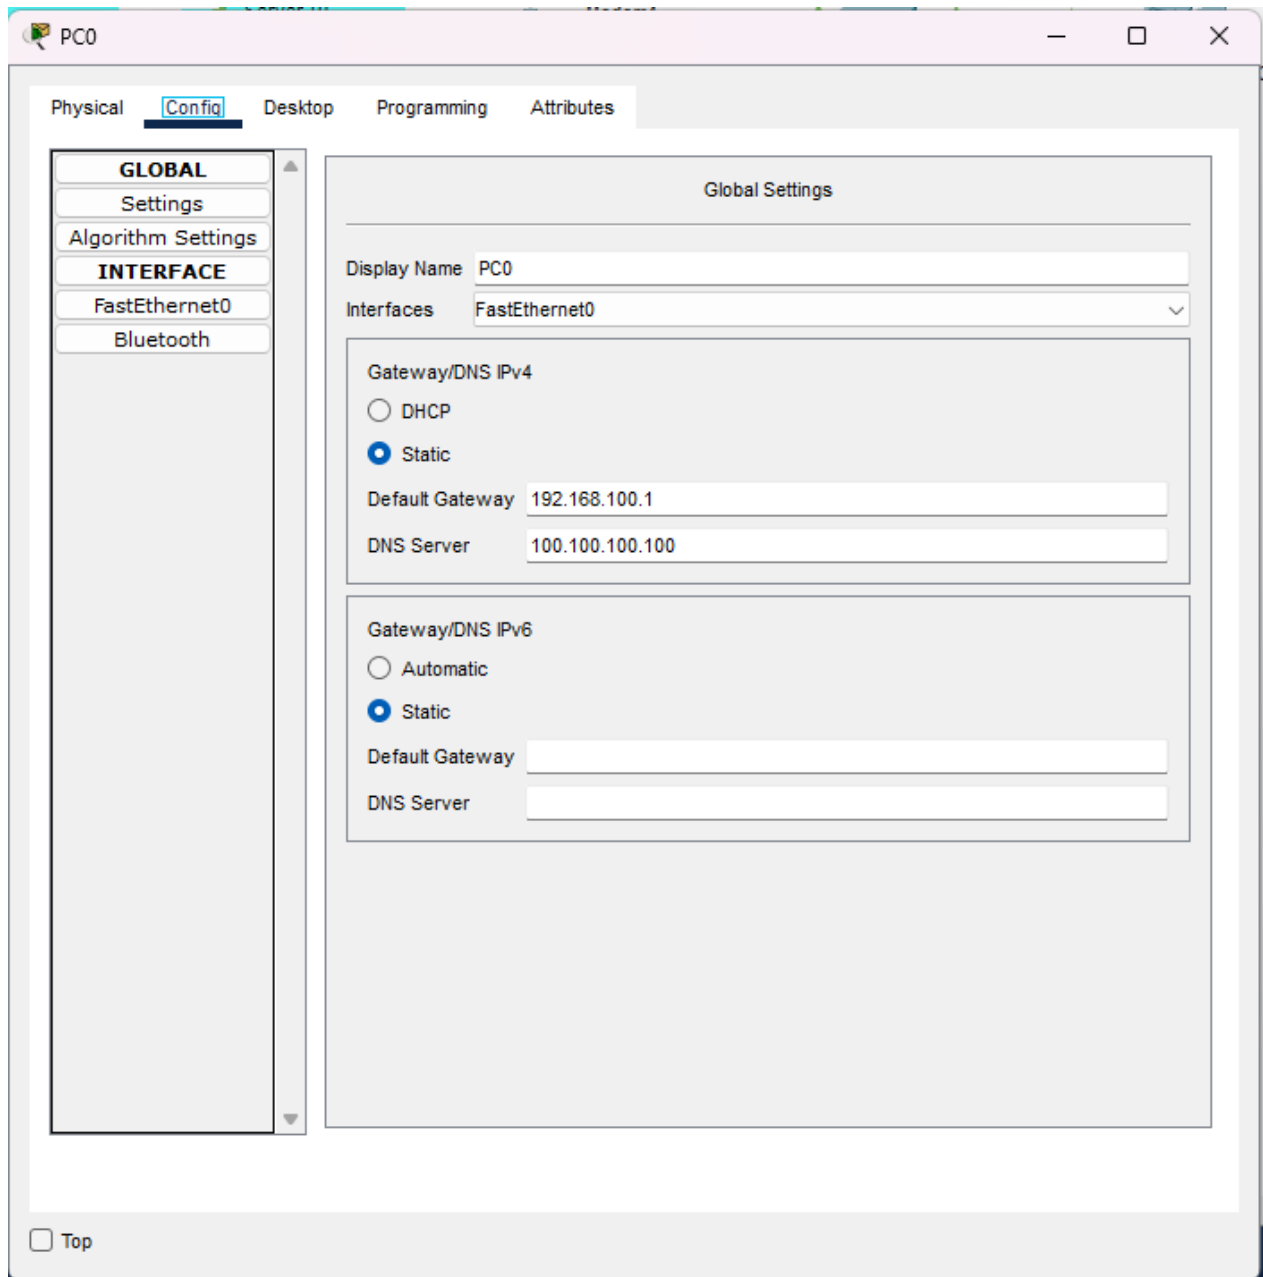 PC0
Physical Config Desktop Programming Attributes
GLOBAL
Settings
Algorithm Settings
INTERFACE
FastEthernet0
Bluetooth
Global Settings
Display Name PC0
Interfaces FastEthernet0
Gateway/DNS IPv4
DHCP
Static
Default Gateway 192.168.100.1
DNS Server 100.100.100.100
Gateway/DNS IPv6
Automatic
Static
Default Gateway
DNS Server
Top